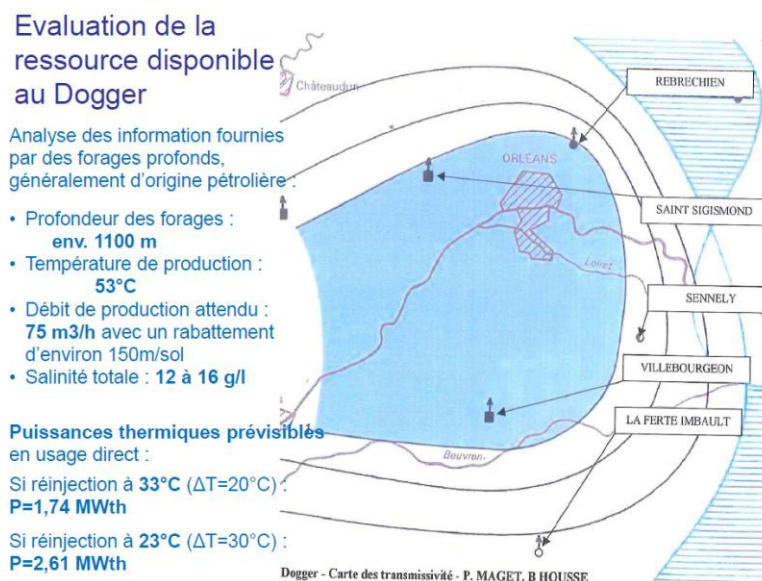 Evaluation de la
ressource disponible
au Dogger
Analyse des information fournies
par des forages profonds,
généralement d'origine pétrolière :
• Profondeur des forages :
env. 1100 m
• Température de production :
53°C
• Débit de production attendu :
75 m3/h avec un rabattement
d'environ 150m/sol
• Salinité totale : 12 à 16 g/l
Puissances thermiques prévisibles
en usage direct :
Si réinjection à 33°C (ΔT=20°C) :
P=1,74 MWth
Si réinjection à 23°C (ΔT=30°C) :
P=2,61 MWth
Châteaudun
REBRECHIEN
ORLÉANS
SAINT SIGISMOND
Loiret
SENNELY
VILLEBOURGEON
LA FERTE IMBAULT
Beuvron
Dogger - Carte des transmissivité - P. MAGET, B HOUSSE